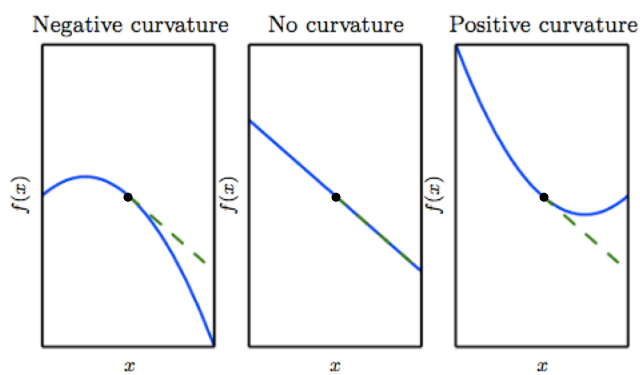 Negative curvature
No curvature
Positive curvature
f(x)
f(x)
f(x)
x
x
x